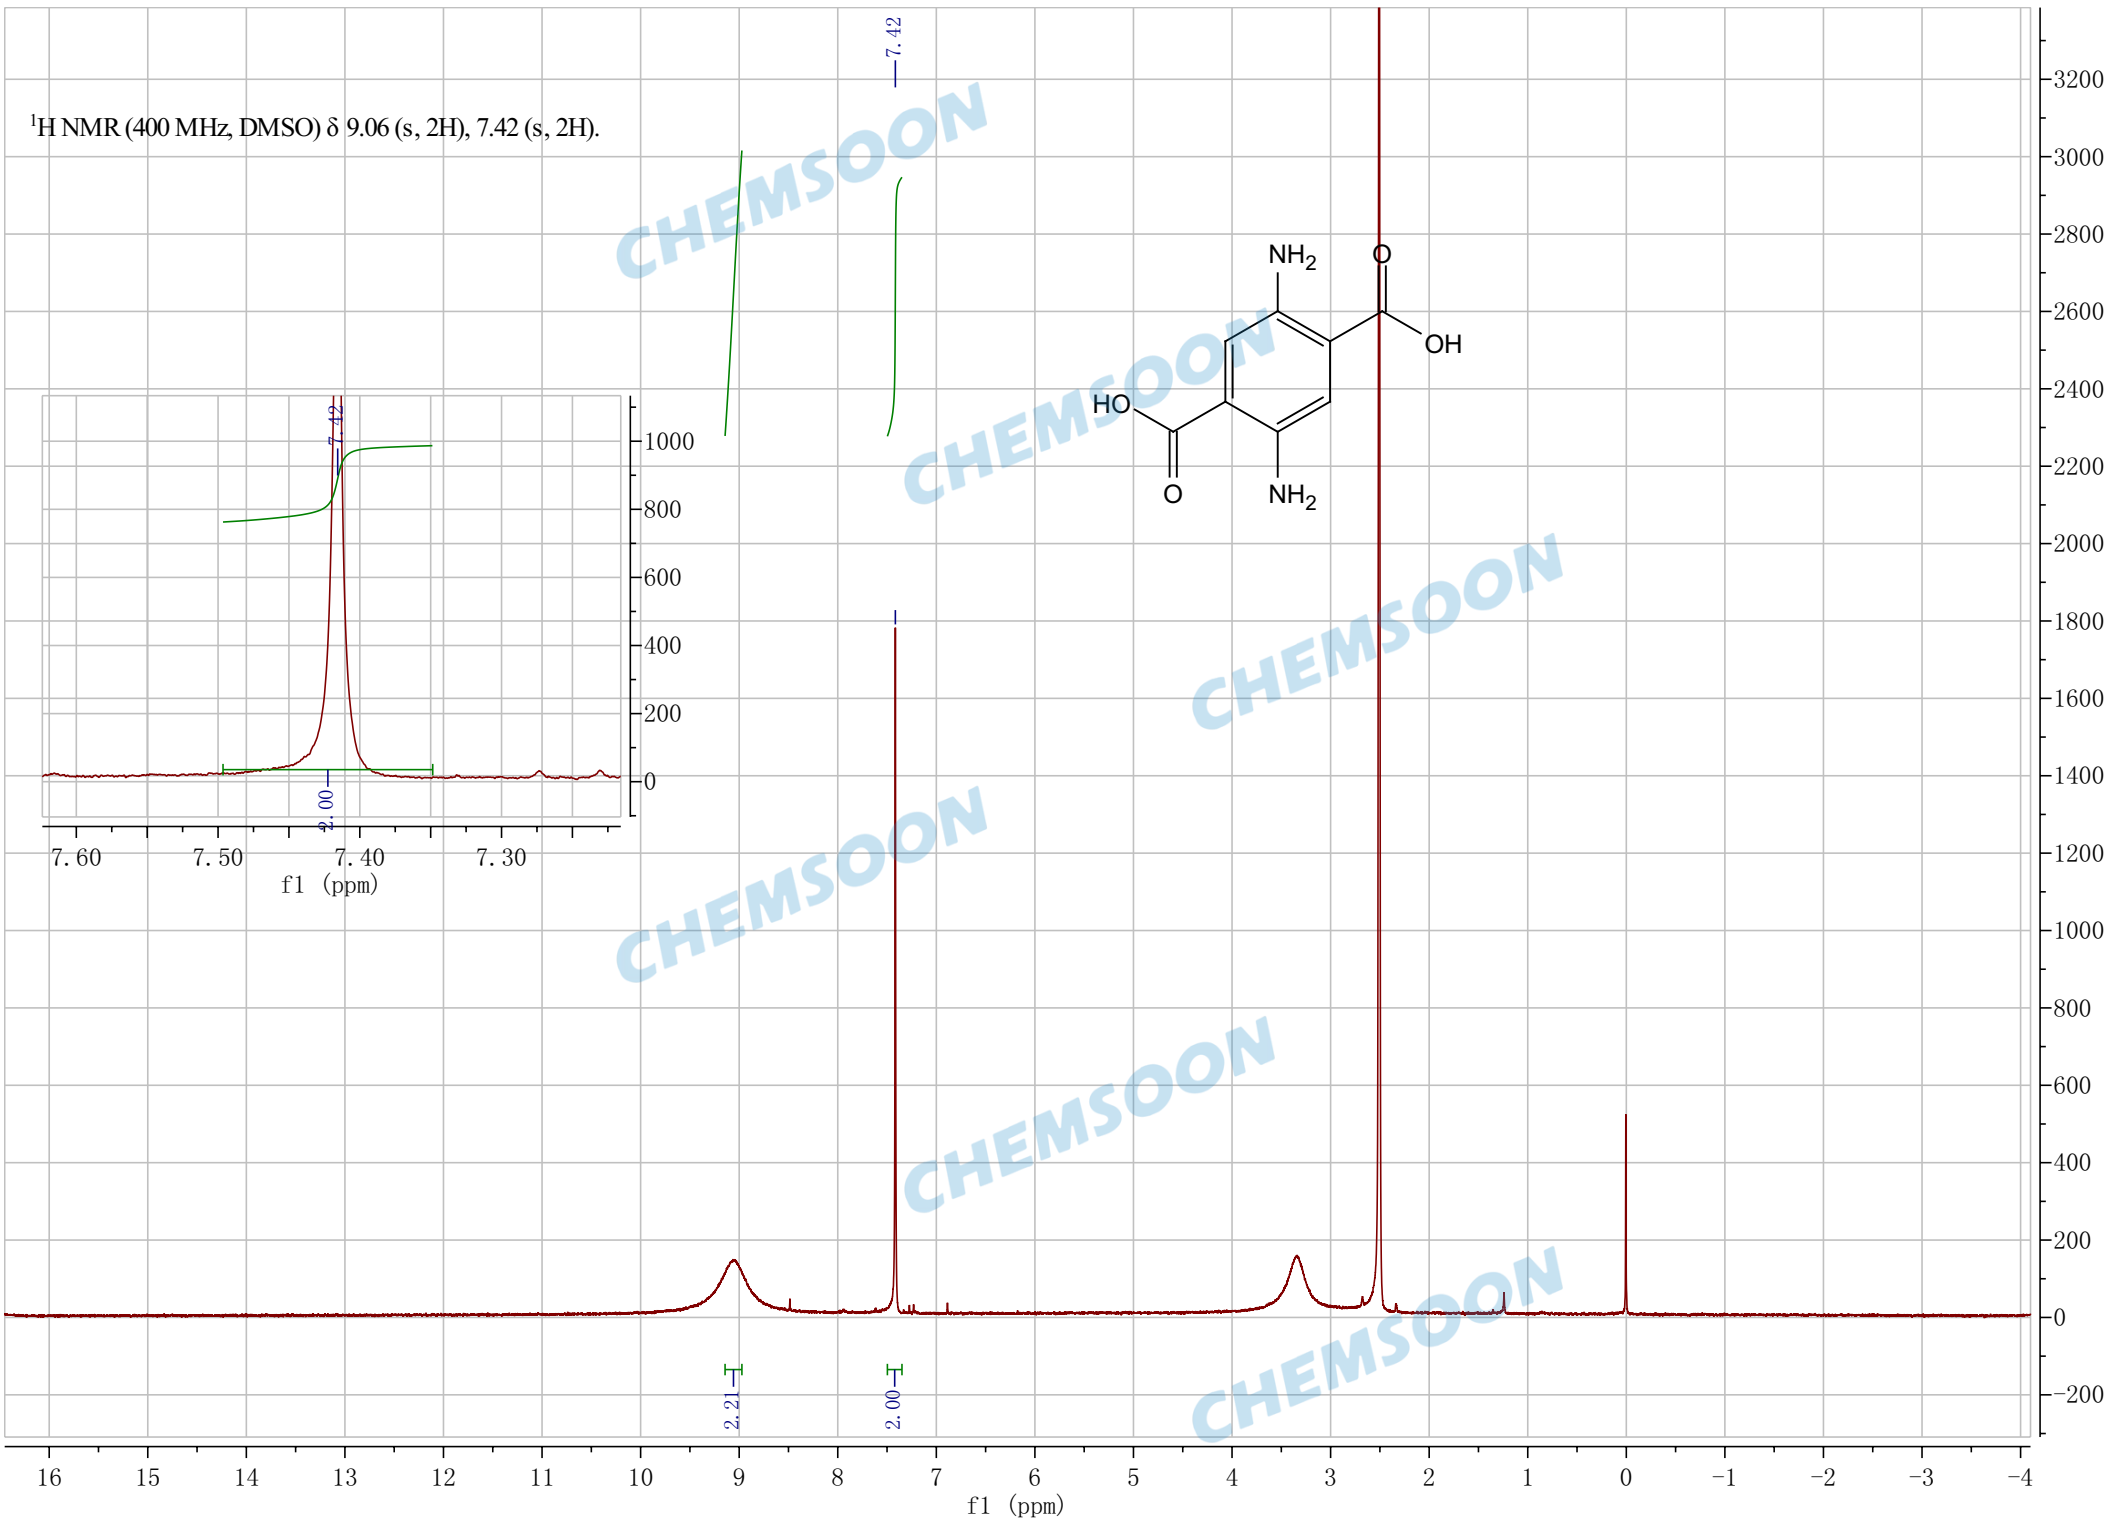 7.42
¹H NMR (400 MHz, DMSO) δ 9.06 (s, 2H), 7.42 (s, 2H).
CHEMSOON
CHEMSOON
CHEMSOON
CHEMSOON
CHEMSOON
CHEMSOON
NH2
O
OH
HO
O
NH2
7.42
1000
800
600
400
200
0
2.00
7.60 7.50 7.40 7.30
f1 (ppm)
3200
3000
2800
2600
2400
2200
2000
1800
1600
1400
1200
1000
800
600
400
200
0
-200
2.21
2.00
16 15 14 13 12 11 10 9 8 7 6 5 4 3 2 1 0 -1 -2 -3 -4
f1 (ppm)